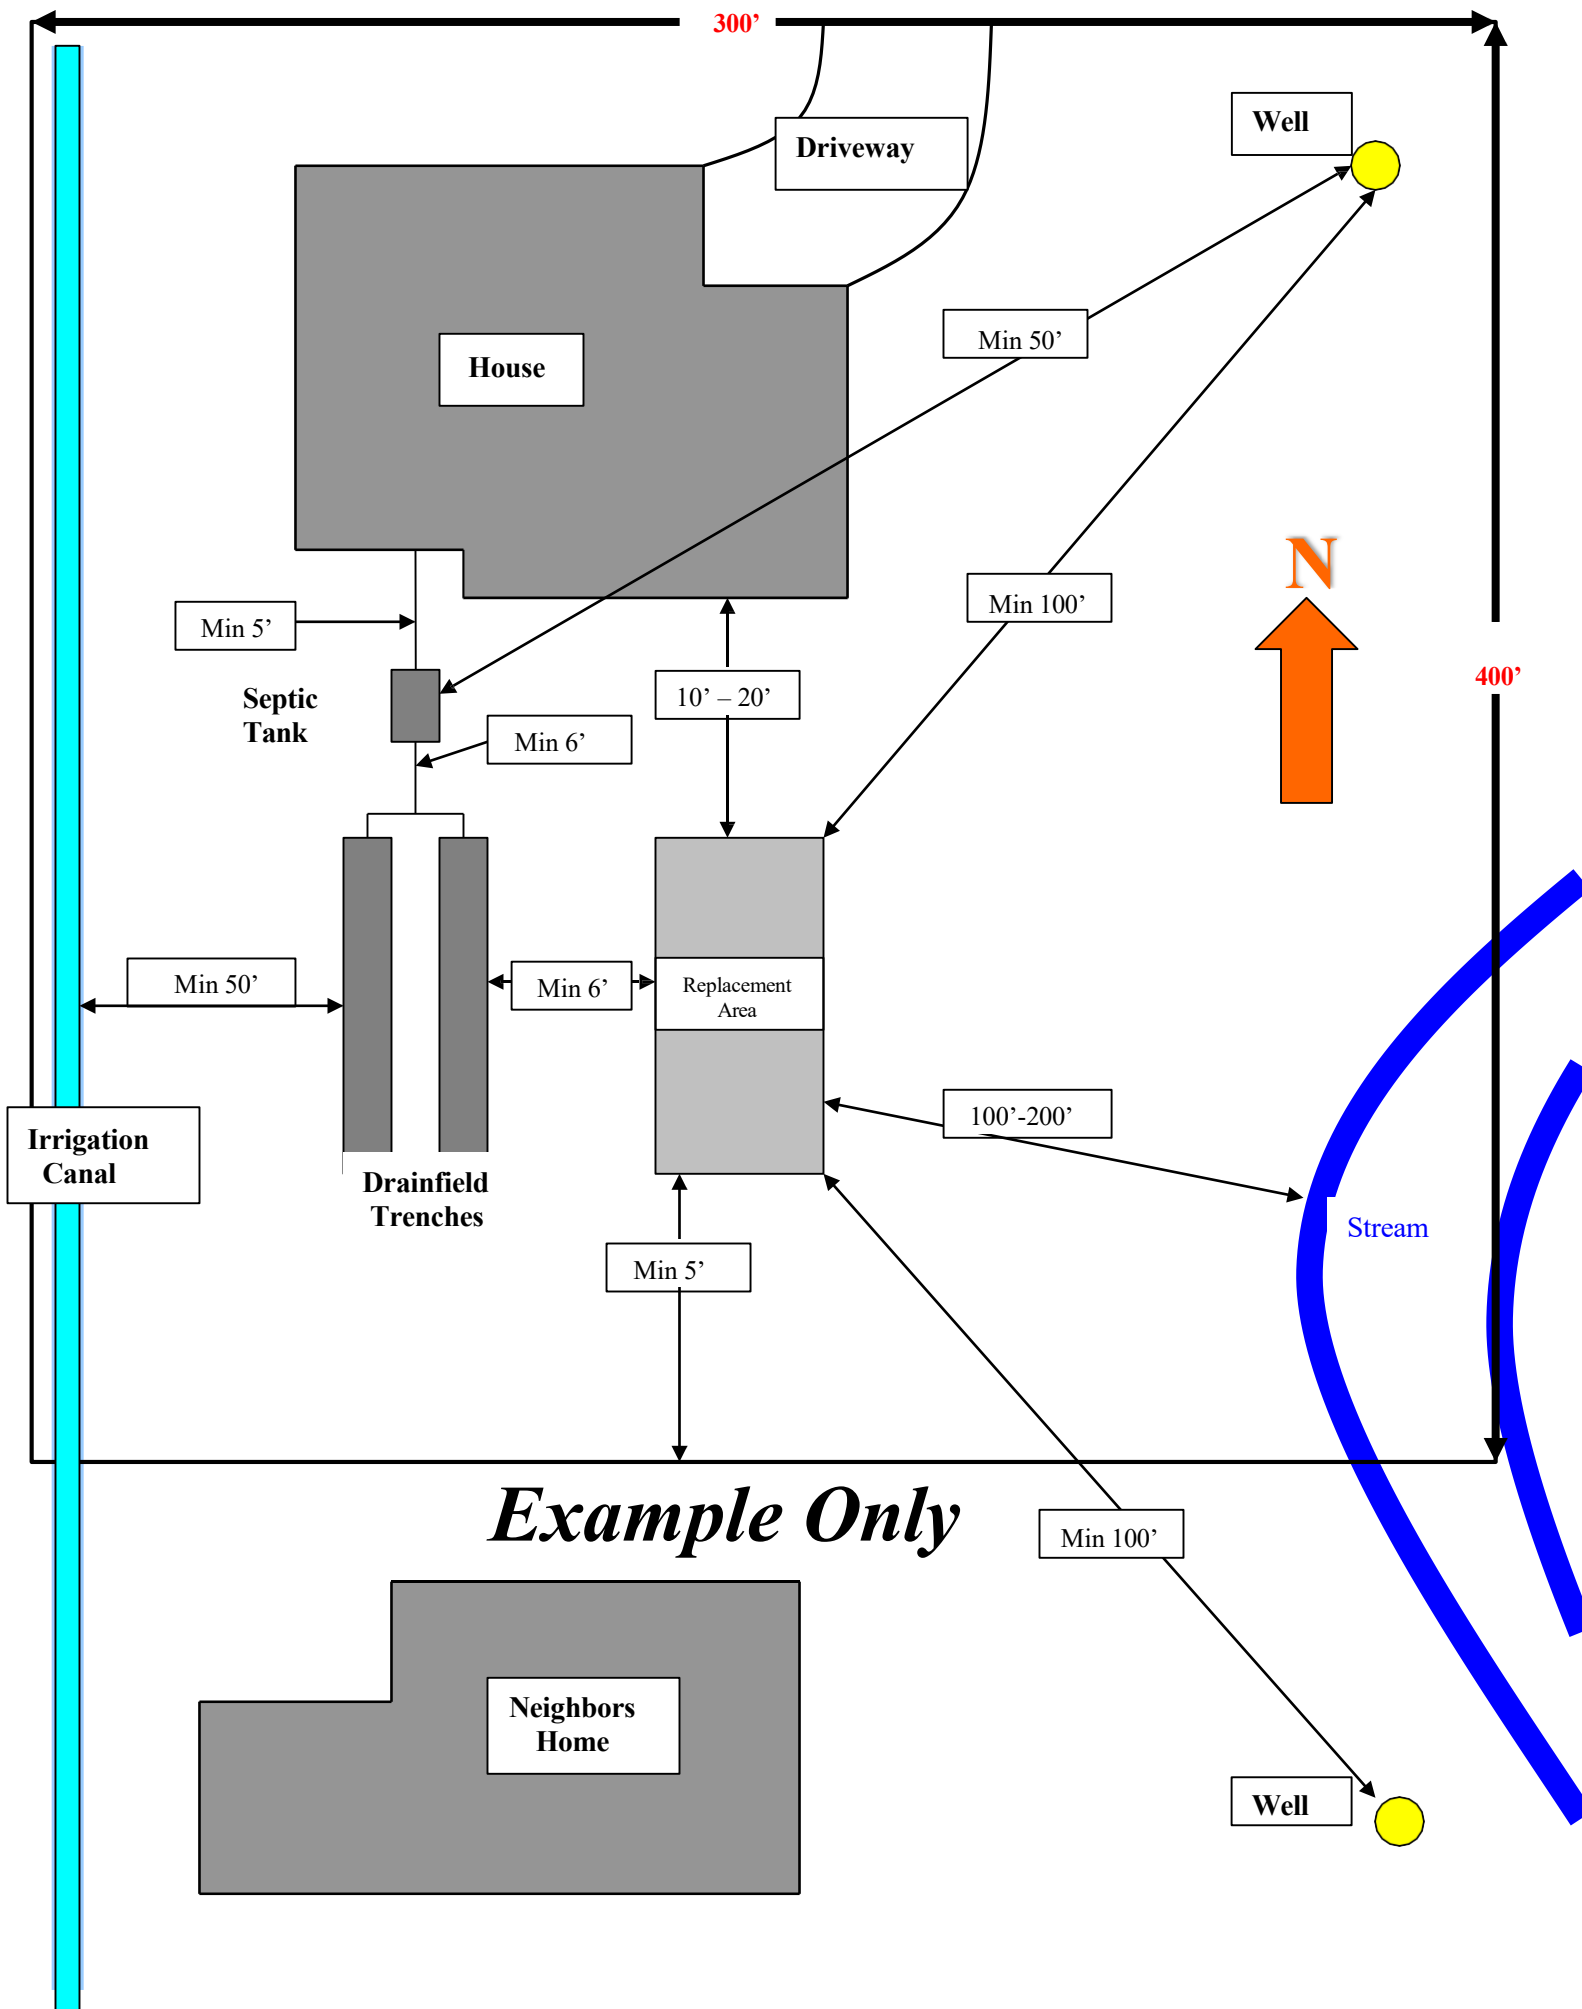 300’
Well
Driveway
Min 50’
House
N
Min 100’
Min 5’
400’
Septic
Tank
10’ – 20’
Min 6’
Min 50’
Min 6’
Replacement
Area
100’-200’
Irrigation
Canal
Drainfield
Trenches
Stream
Min 5’
Example Only
Min 100’
Neighbors
Home
Well